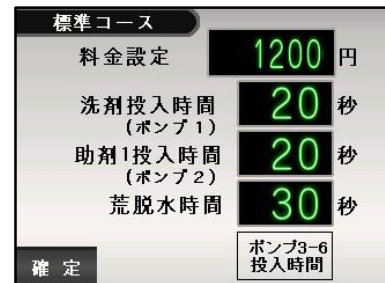 標準コース
料金設定 1200 円
洗剤投入時間 20 秒
(ポンプ1)
助剤1投入時間 20 秒
(ポンプ2)
荒脱水時間 30 秒
ポンプ3-6
投入時間
確定